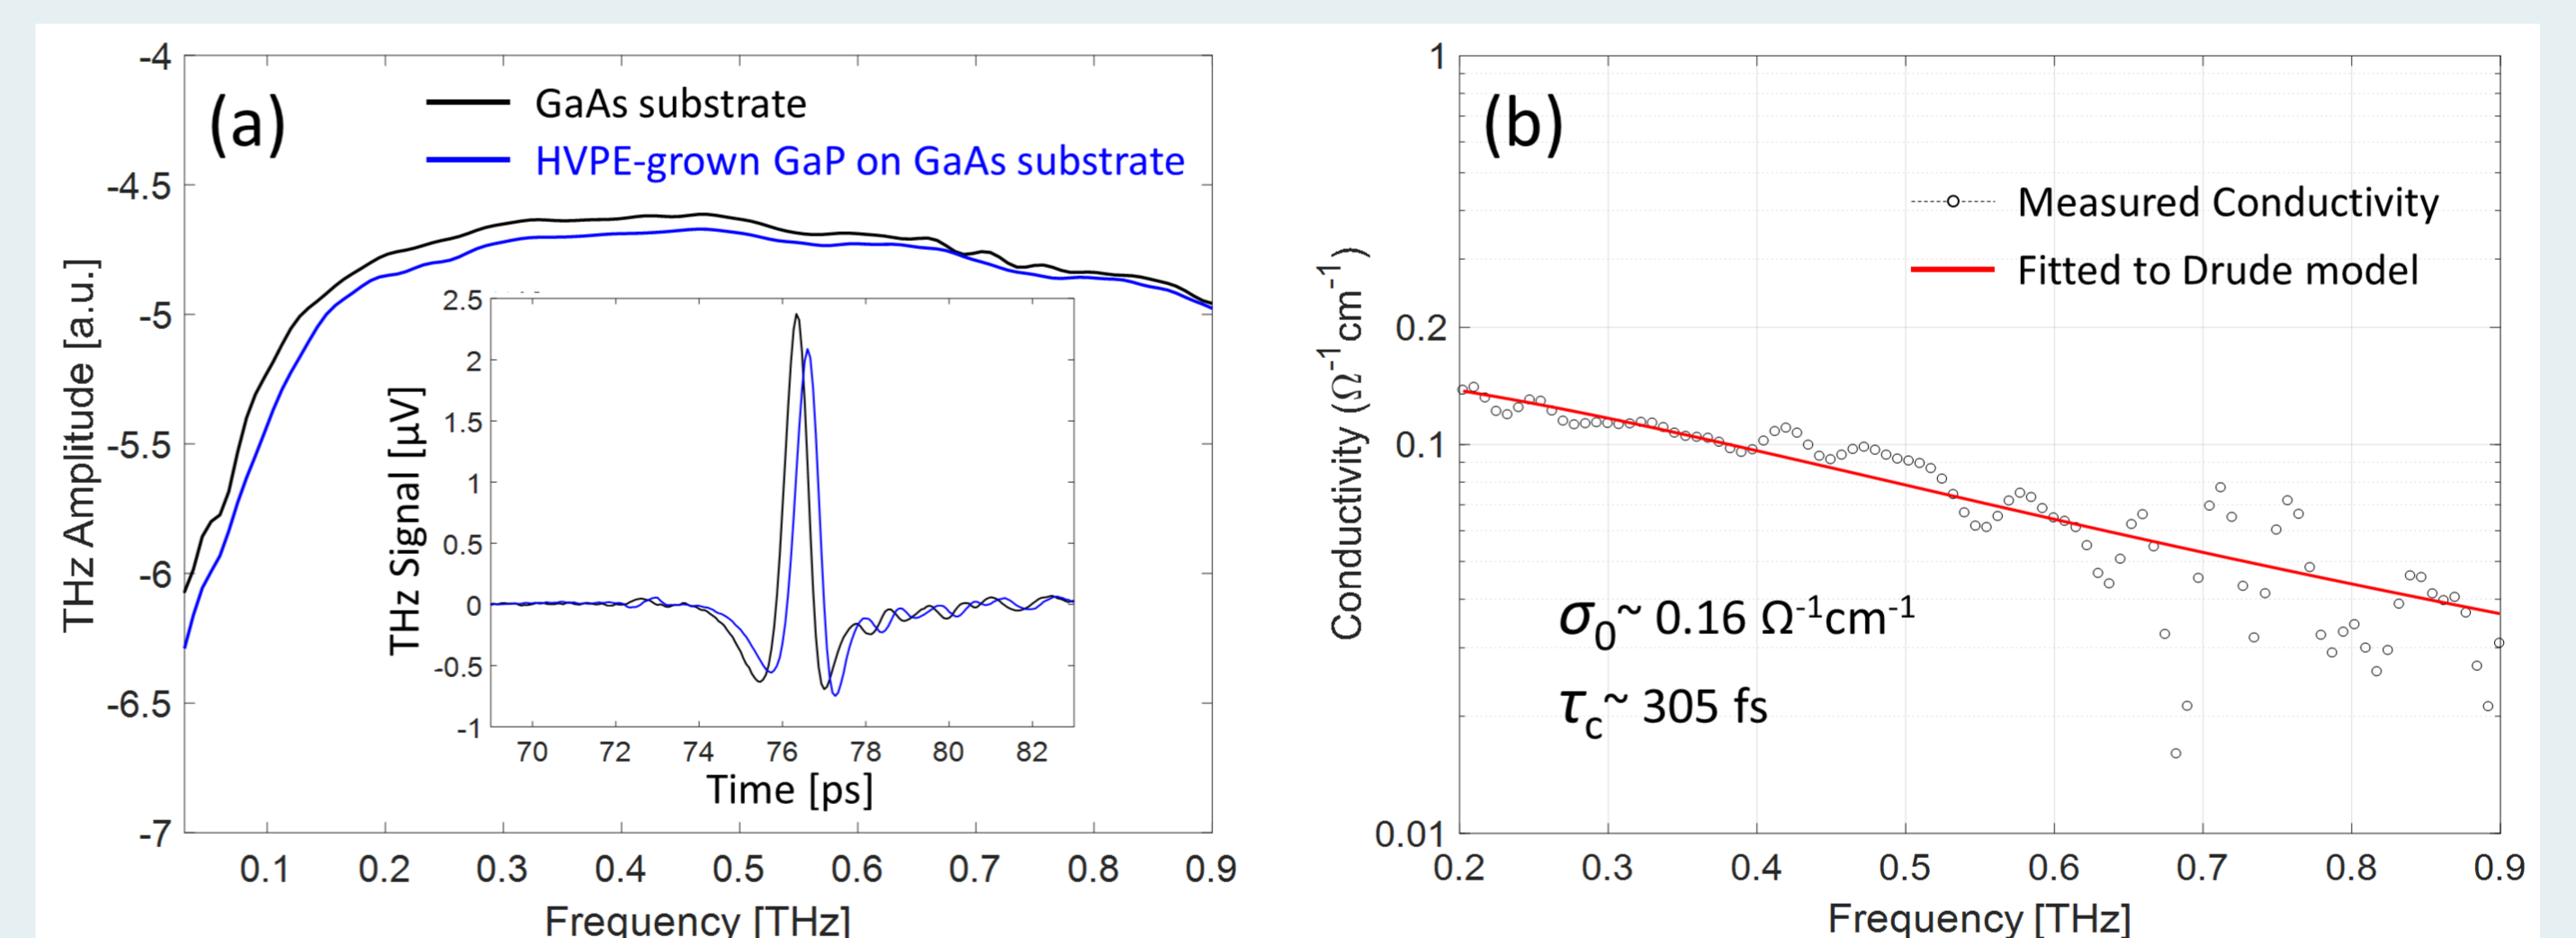 (a)
GaAs substrate
HVPE-grown GaP on GaAs substrate
THz Amplitude [a.u.]
-4
-4.5
-5
-5.5
-6
-6.5
-7
0.1 0.2 0.3 0.4 0.5 0.6 0.7 0.8 0.9
Frequency [THz]
THz Signal [µV]
2.5
2
1.5
1
0.5
0
-0.5
-1
70 72 74 76 78 80 82
Time [ps]
(b)
Measured Conductivity
Fitted to Drude model
Conductivity (Ω⁻¹cm⁻¹)
1
0.2
0.1
0.01
σ₀~ 0.16 Ω⁻¹cm⁻¹
τc~ 305 fs
0.2 0.3 0.4 0.5 0.6 0.7 0.8 0.9
Frequency [THz]